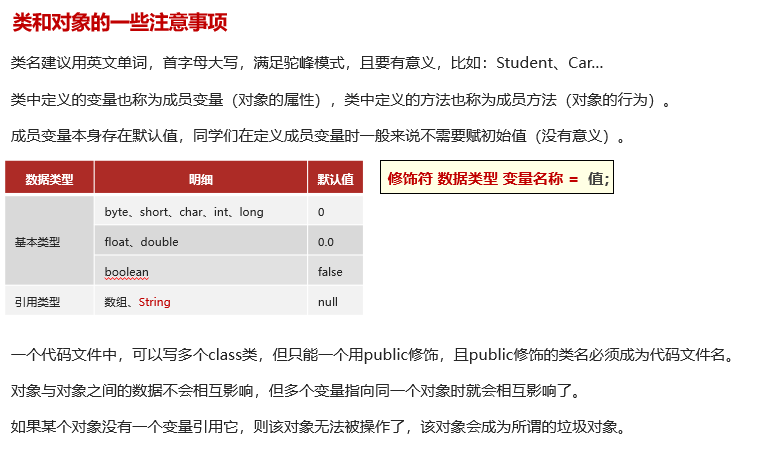 类和对象的一些注意事项
类名建议用英文单词，首字母大写，满足驼峰模式，且要有意义，比如：Student、Car...
类中定义的变量也称为成员变量（对象的属性），类中定义的方法也称为成员方法（对象的行为）。
成员变量本身存在默认值，同学们在定义成员变量时一般来说不需要赋初始值（没有意义）。
数据类型 明细 默认值
修饰符 数据类型 变量名称 = 值;
byte、short、char、int、long 0
基本类型 float、double 0.0
boolean false
引用类型 数组、String null
一个代码文件中，可以写多个class类，但只能一个用public修饰，且public修饰的类名必须成为代码文件名。
对象与对象之间的数据不会相互影响，但多个变量指向同一个对象时就会相互影响了。
如果某个对象没有一个变量引用它，则该对象无法被操作了，该对象会成为所谓的垃圾对象。